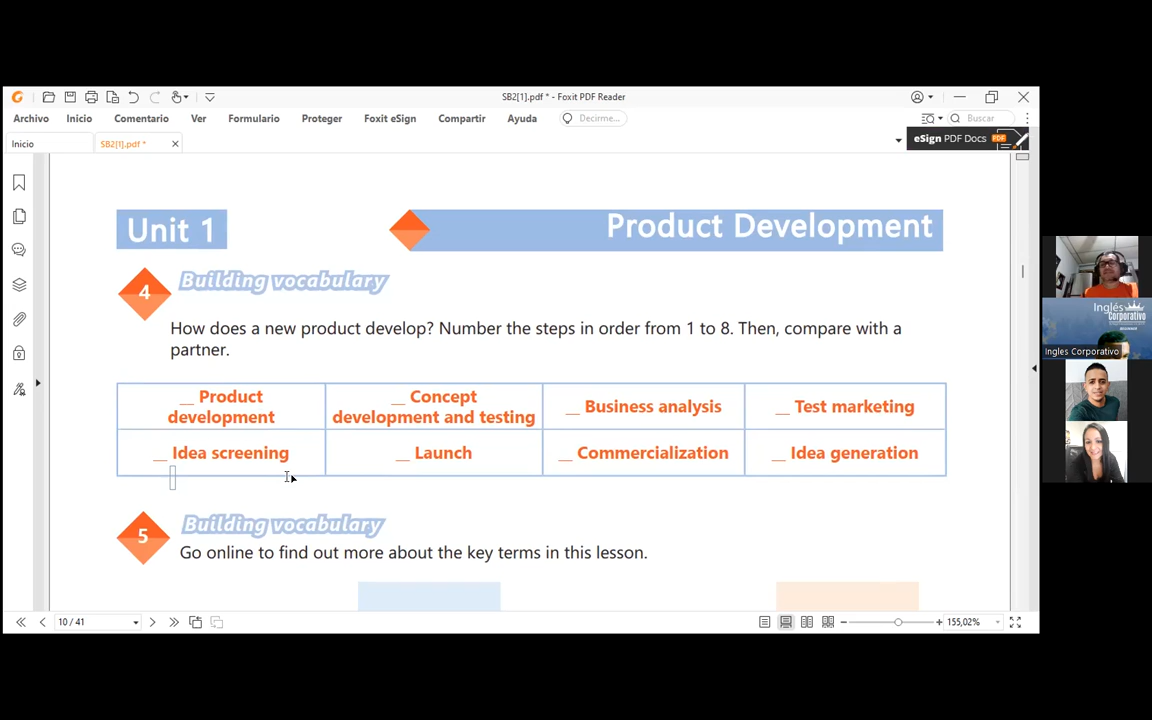 SB2[1].pdf * - Foxit PDF Reader
Archivo Inicio Comentario Ver Formulario Proteger Foxit eSign Compartir Ayuda Decirme... Buscar
Inicio SB2[1].pdf * eSign PDF Docs PDF
Unit 1 Product Development
4 Building vocabulary
How does a new product develop? Number the steps in order from 1 to 8. Then, compare with a
partner.
__ Product
development
__ Concept
development and testing
__ Business analysis
__ Test marketing
__ Idea screening
__ Launch
__ Commercialization
__ Idea generation
5 Building vocabulary
Go online to find out more about the key terms in this lesson.
10 / 41 155,02%
Inglés
Corporativo
BEGINNER
Ingles Corporativo